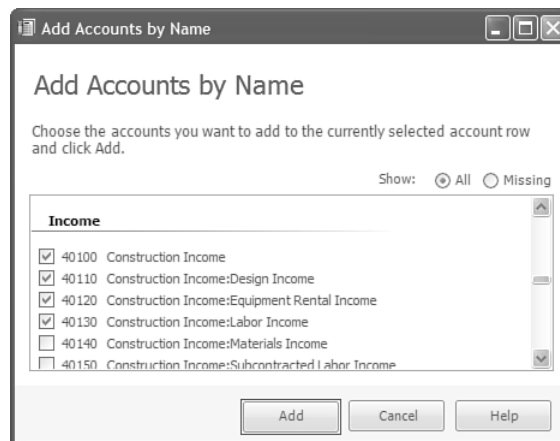 Add Accounts by Name
Add Accounts by Name
Choose the accounts you want to add to the currently selected account row
and click Add.
Show: All Missing
Income
40100 Construction Income
40110 Construction Income:Design Income
40120 Construction Income:Equipment Rental Income
40130 Construction Income:Labor Income
40140 Construction Income:Materials Income
40150 Construction Income:Subcontracted Labor Income
Add Cancel Help